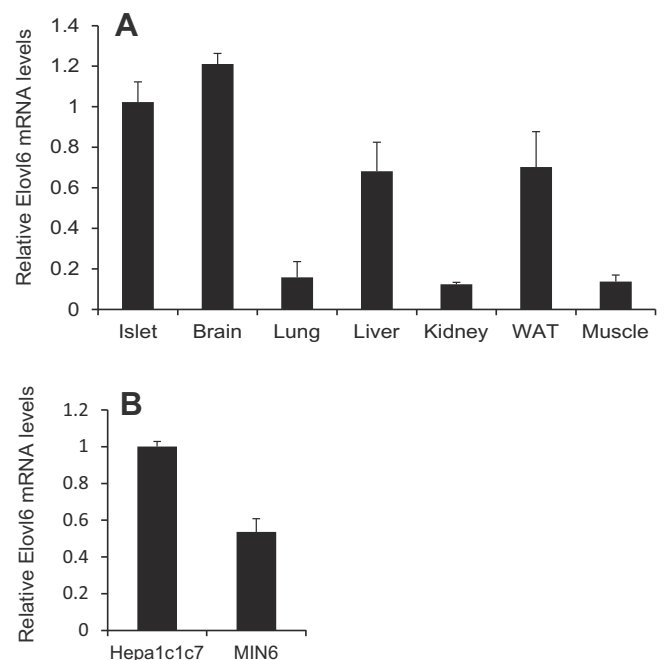 A
Relative Elovl6 mRNA levels
1.4
1.2
1
0.8
0.6
0.4
0.2
0
Islet Brain Lung Liver Kidney WAT Muscle
B
Relative Elovl6 mRNA levels
1.2
1
0.8
0.6
0.4
0.2
0
Hepa1c1c7 MIN6